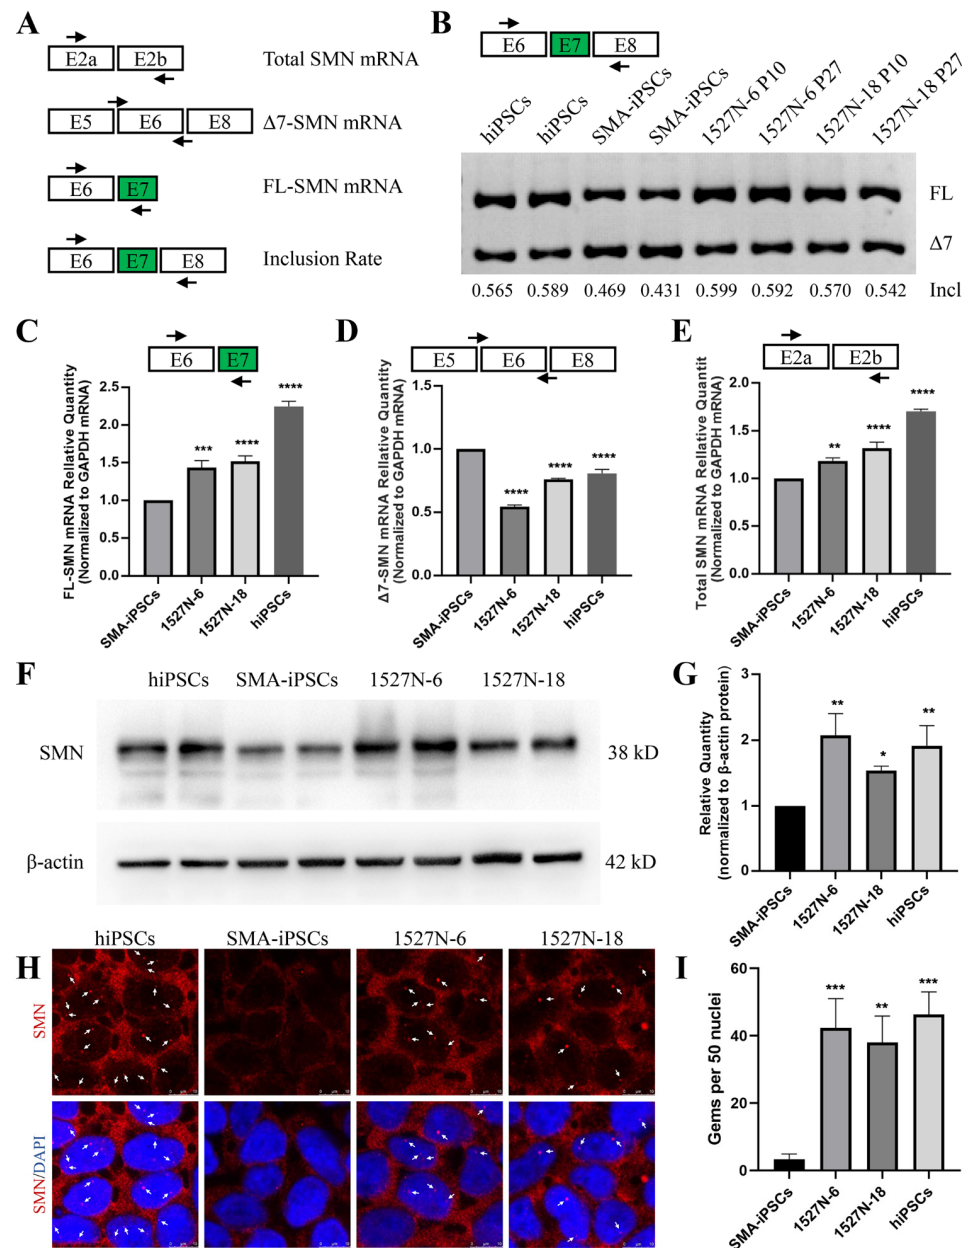 A
E2a E2b Total SMN mRNA
E5 E6 E8 Δ7-SMN mRNA
E6 E7 FL-SMN mRNA
E6 E7 E8 Inclusion Rate
B
E6 E7 E8
hiPSCs hiPSCs SMA-iPSCs SMA-iPSCs 1527N-6 P10 1527N-6 P27 1527N-18 P10 1527N-18 P27
FL
Δ7
0.565 0.589 0.469 0.431 0.599 0.592 0.570 0.542 Incl
C
E6 E7
FL-SMN mRNA Rellative Quantity
(Normalized to GAPDH mRNA)
2.5
2.0
1.5
1.0
0.5
0.0
*** **** ****
SMA-iPSCs 1527N-6 1527N-18 hiPSCs
D
E5 E6 E8
Δ7-SMN mRNA Rellative Quantity
(Normalized to GAPDH mRNA)
1.5
1.0
0.5
0.0
**** **** ****
SMA-iPSCs 1527N-6 1527N-18 hiPSCs
E
E2a E2b
Total SMN mRNA Rellative Quantit
(Normalized to GAPDH mRNA)
2.0
1.5
1.0
0.5
0.0
** **** ****
SMA-iPSCs 1527N-6 1527N-18 hiPSCs
F
hiPSCs SMA-iPSCs 1527N-6 1527N-18
SMN 38 kD
β-actin 42 kD
G
Relative Quantity
(normalized to β-actin protein)
3
2
1
0
** * **
SMA-iPSCs 1527N-6 1527N-18 hiPSCs
H
hiPSCs SMA-iPSCs 1527N-6 1527N-18
SMN
SMN/DAPI
I
Gems per 50 nuclei
60
40
20
0
*** ** ***
SMA-iPSCs 1527N-6 1527N-18 hiPSCs